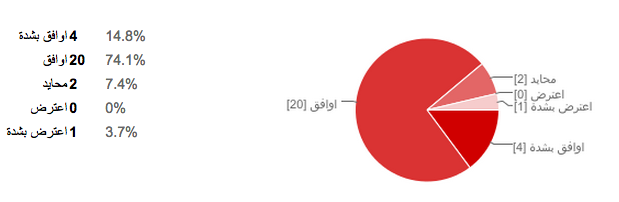 اوافق بشدة 4 14.8%
اوافق 20 74.1%
محايد 2 7.4%
اعترض 0 0%
اعترض بشدة 1 3.7%
محايد [2]
اعترض [0]
اعترض بشدة [1]
اوافق [20]
اوافق بشدة [4]